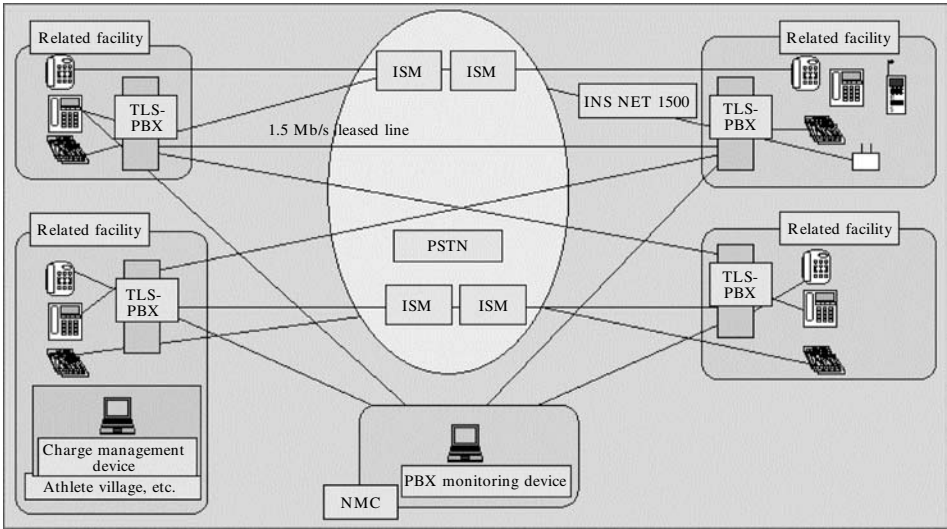 Related facility
Related facility
ISM
ISM
INS NET 1500
TLS-
PBX
TLS-
PBX
1.5 Mb/s leased line
Related facility
Related facility
PSTN
TLS-
PBX
TLS-
PBX
ISM
ISM
Charge management
device
Athlete village, etc.
PBX monitoring device
NMC